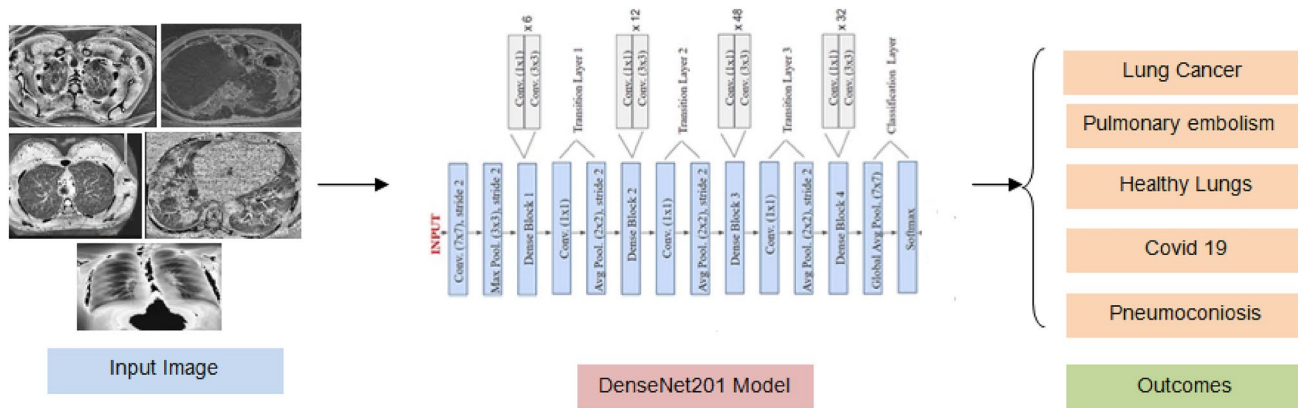 Conv. (1x1)
Conv. (3x3)
x 6
Transition Layer 1
Conv. (1x1)
Conv. (3x3)
x 12
Transition Layer 2
Conv. (1x1)
Conv. (3x3)
x 48
Transition Layer 3
Conv. (1x1)
Conv. (3x3)
x 32
Classification Layer
INPUT
Conv. (7x7), stride 2
Max Pool. (3x3), stride 2
Dense Block 1
Conv. (1x1)
Avg Pool. (2x2), stride 2
Dense Block 2
Conv. (1x1)
Avg Pool. (2x2), stride 2
Dense Block 3
Conv. (1x1)
Avg Pool. (2x2), stride 2
Dense Block 4
Global Avg Pool. (7x7)
Softmax
Lung Cancer
Pulmonary embolism
Healthy Lungs
Covid 19
Pneumoconiosis
Input Image
DenseNet201 Model
Outcomes